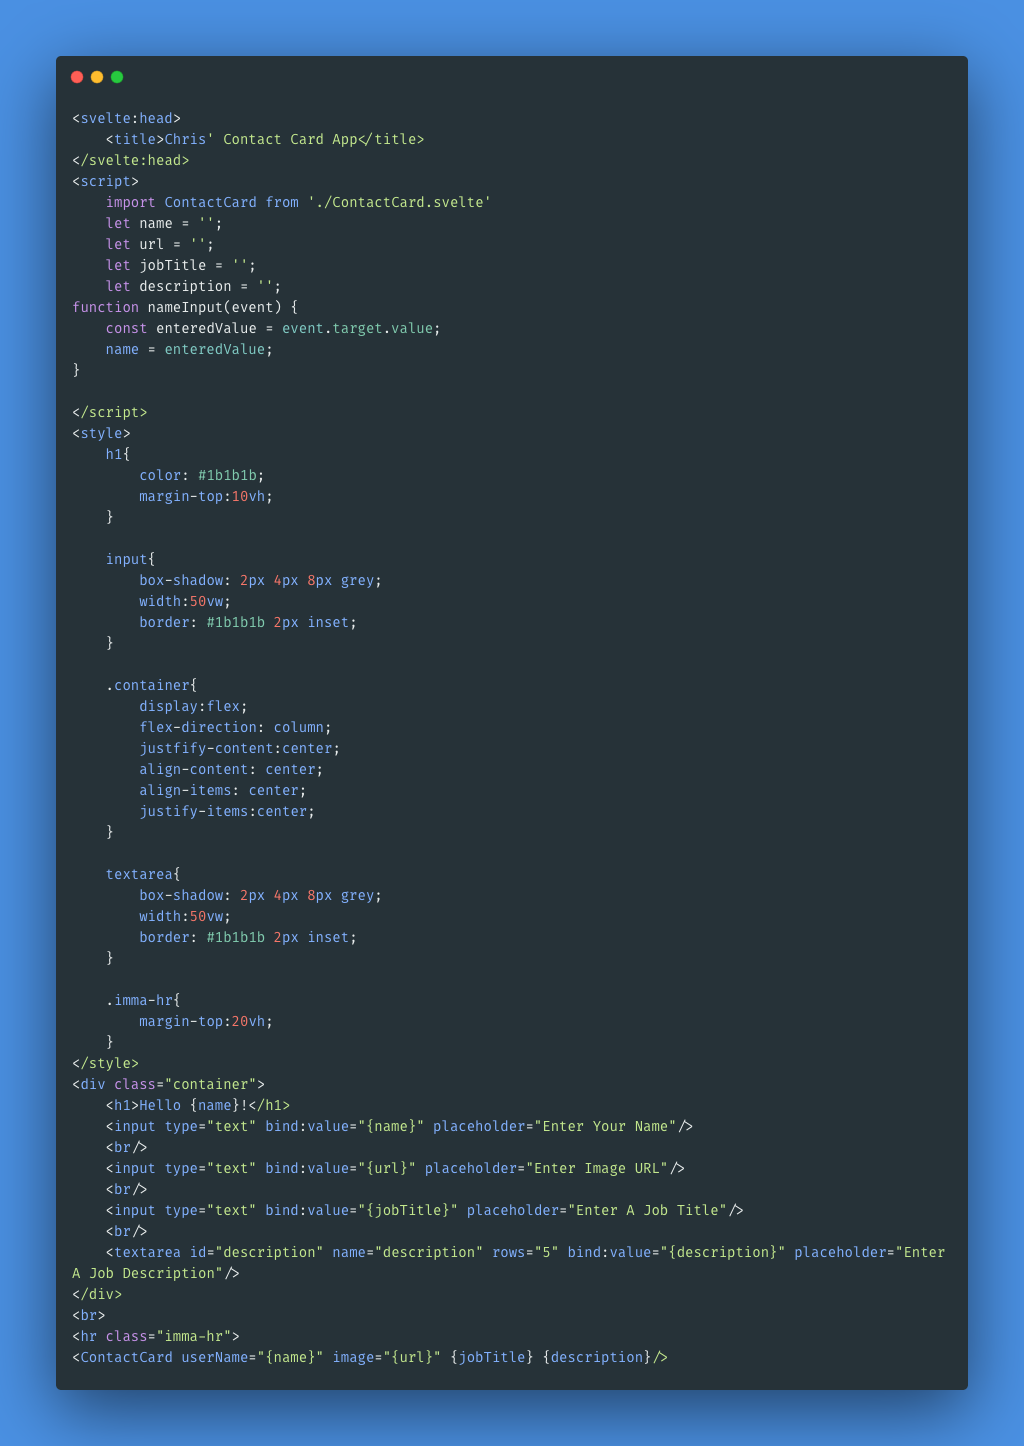 <svelte:head>
    <title>Chris' Contact Card App</title>
</svelte:head>
<script>
    import ContactCard from './ContactCard.svelte'
    let name = '';
    let url = '';
    let jobTitle = '';
    let description = '';
function nameInput(event) {
    const enteredValue = event.target.value;
    name = enteredValue;
}

</script>
<style>
    h1{
        color: #1b1b1b;
        margin-top:10vh;
    }

    input{
        box-shadow: 2px 4px 8px grey;
        width:50vw;
        border: #1b1b1b 2px inset;
    }

    .container{
        display:flex;
        flex-direction: column;
        justfify-content:center;
        align-content: center;
        align-items: center;
        justify-items:center;
    }

    textarea{
        box-shadow: 2px 4px 8px grey;
        width:50vw;
        border: #1b1b1b 2px inset;
    }

    .imma-hr{
        margin-top:20vh;
    }
</style>
<div class="container">
    <h1>Hello {name}!</h1>
    <input type="text" bind:value="{name}" placeholder="Enter Your Name"/>
    <br/>
    <input type="text" bind:value="{url}" placeholder="Enter Image URL"/>
    <br/>
    <input type="text" bind:value="{jobTitle}" placeholder="Enter A Job Title"/>
    <br/>
    <textarea id="description" name="description" rows="5" bind:value="{description}" placeholder="Enter
A Job Description"/>
</div>
<br>
<hr class="imma-hr">
<ContactCard userName="{name}" image="{url}" {jobTitle} {description}/>